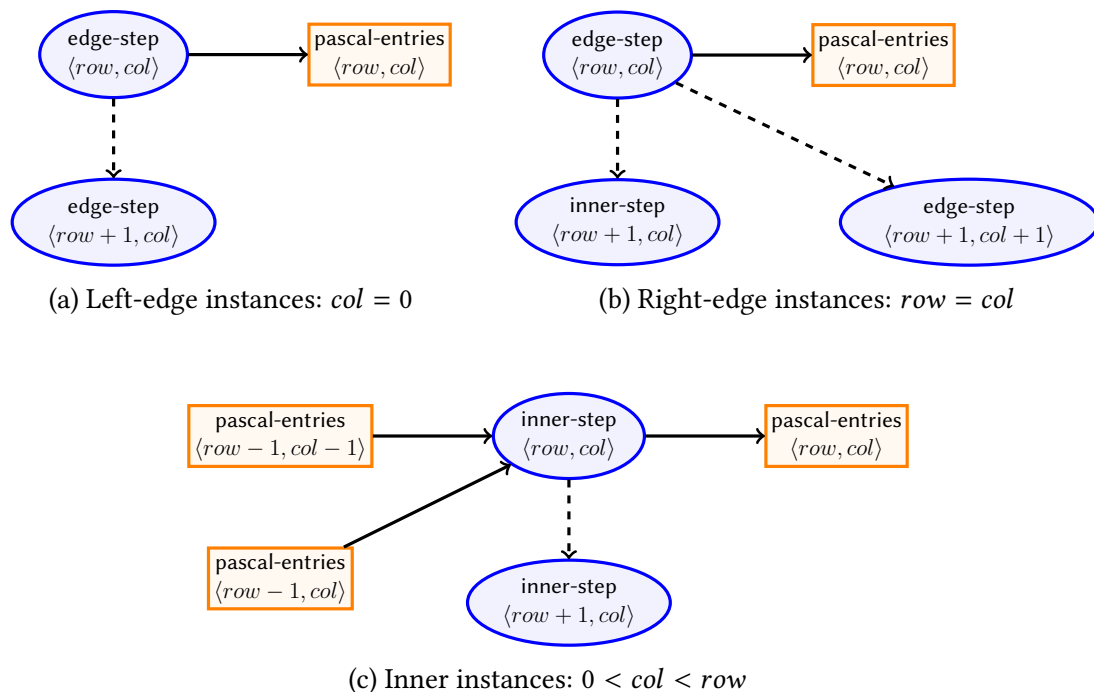 edge-step
⟨row, col⟩
pascal-entries
⟨row, col⟩
edge-step
⟨row + 1, col⟩
(a) Left-edge instances: col = 0
edge-step
⟨row, col⟩
pascal-entries
⟨row, col⟩
inner-step
⟨row + 1, col⟩
edge-step
⟨row + 1, col + 1⟩
(b) Right-edge instances: row = col
pascal-entries
⟨row − 1, col − 1⟩
inner-step
⟨row, col⟩
pascal-entries
⟨row, col⟩
pascal-entries
⟨row − 1, col⟩
inner-step
⟨row + 1, col⟩
(c) Inner instances: 0 < col < row